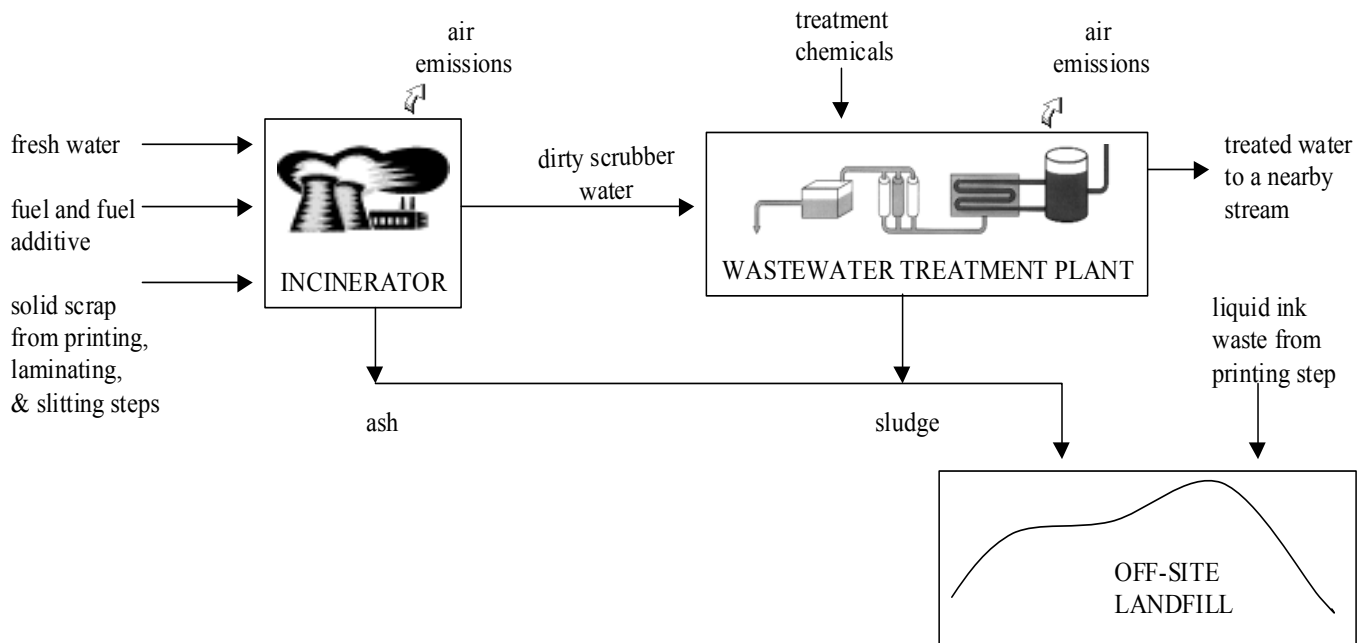 air
emissions
treatment
chemicals
air
emissions
fresh water
fuel and fuel
additive
solid scrap
from printing,
laminating,
& slitting steps
INCINERATOR
dirty scrubber
water
WASTEWATER TREATMENT PLANT
treated water
to a nearby
stream
liquid ink
waste from
printing step
ash
sludge
OFF-SITE
LANDFILL